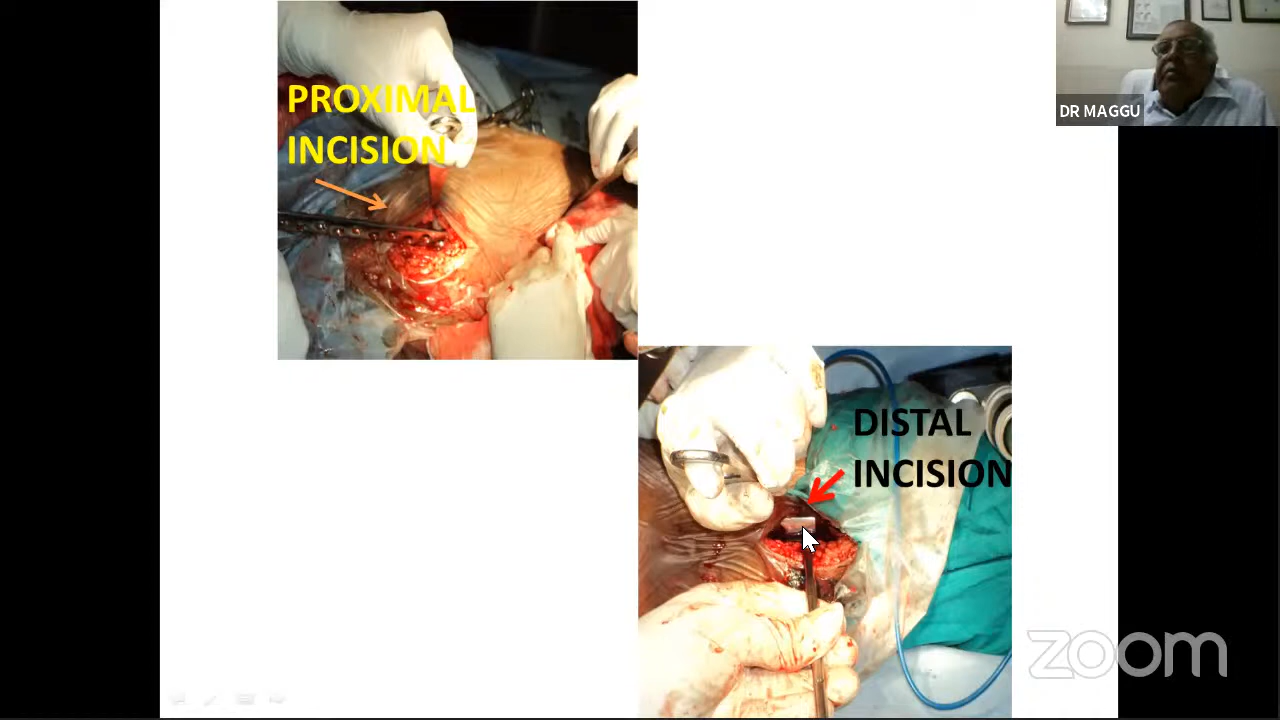 PROXIMAL
INCISION
DR MAGGU
DISTAL
INCISION
zoom